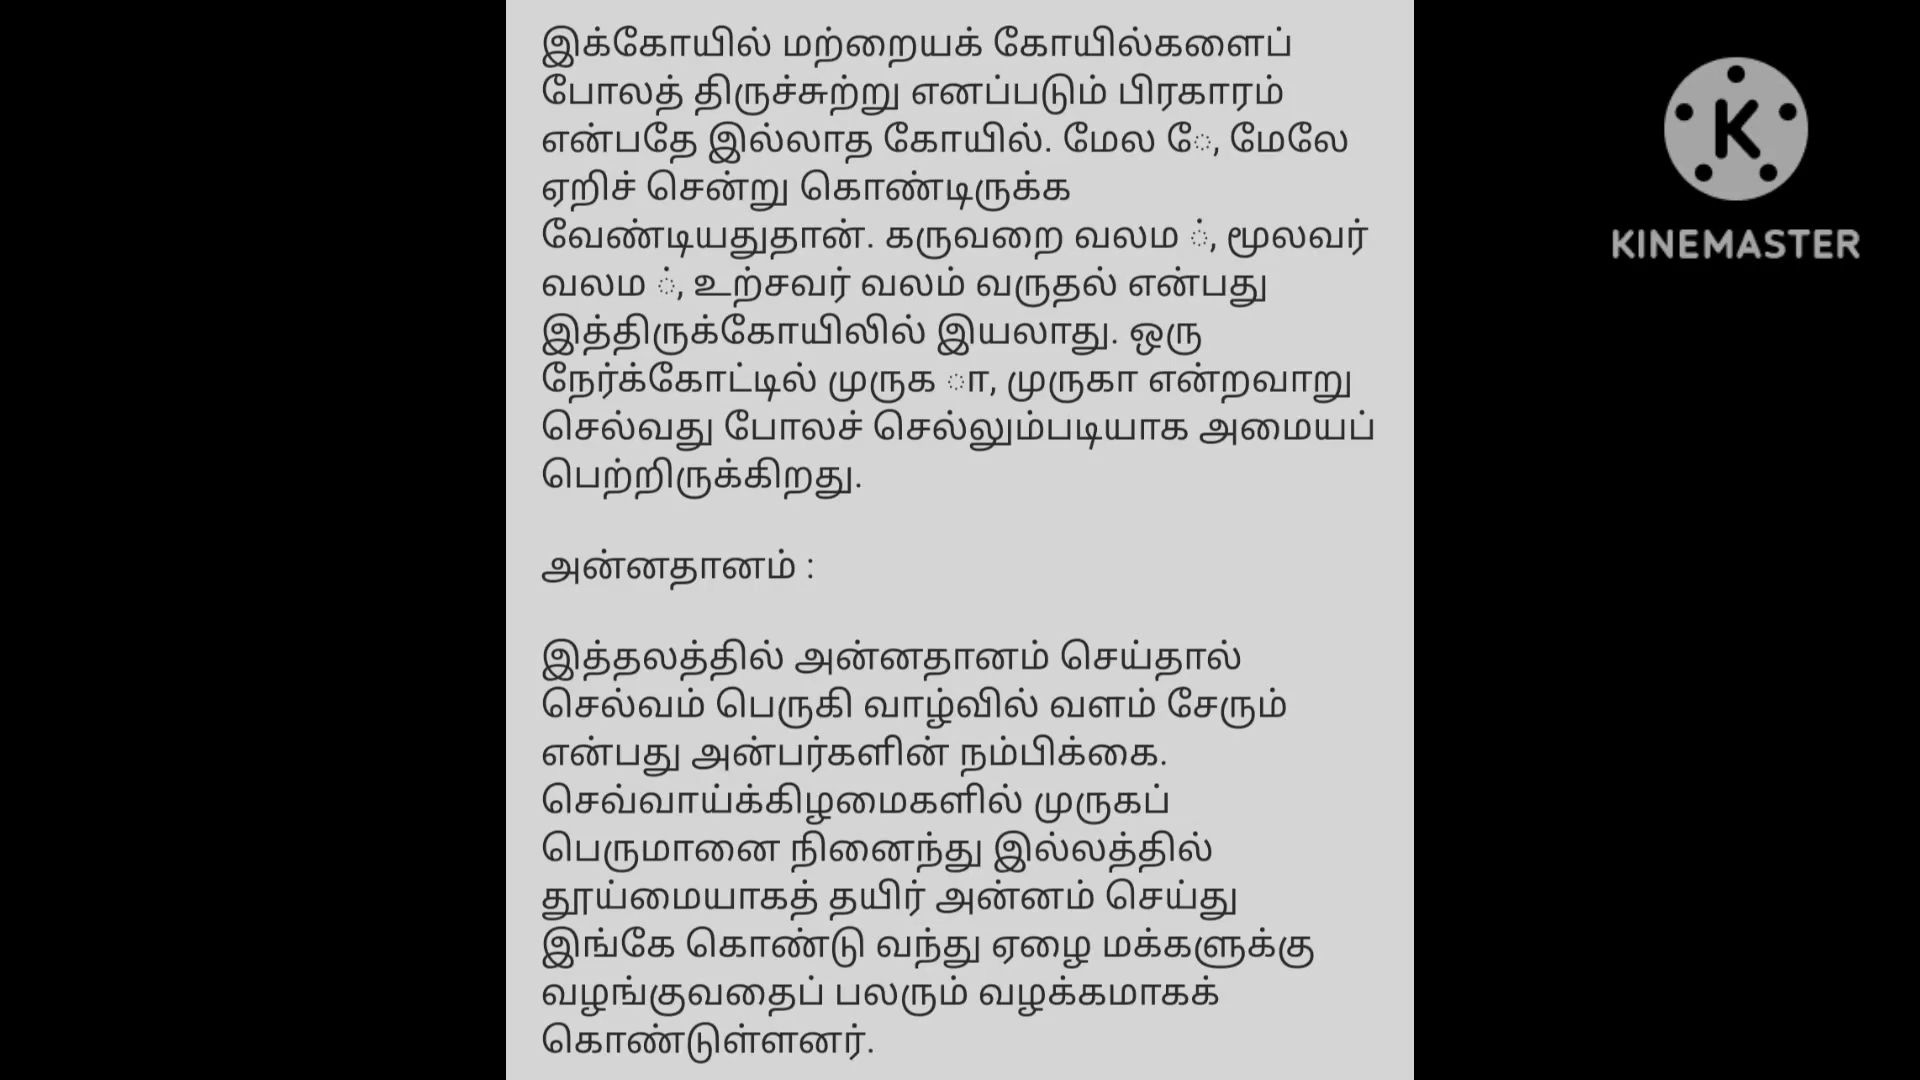 இக்கோயில் மற்றையக் கோயில்களைப்
போலத் திருச்சுற்று எனப்படும் பிரகாரம்
என்பதே இல்லாத கோயில். மேல ே, மேலே
ஏறிச் சென்று கொண்டிருக்க
வேண்டியதுதான். கருவறை வலம ், மூலவர்
வலம ், உற்சவர் வலம் வருதல் என்பது
இத்திருக்கோயிலில் இயலாது. ஒரு
நேர்க்கோட்டில் முருக ா, முருகா என்றவாறு
செல்வது போலச் செல்லும்படியாக அமையப்
பெற்றிருக்கிறது.
அன்னதானம் :
இத்தலத்தில் அன்னதானம் செய்தால்
செல்வம் பெருகி வாழ்வில் வளம் சேரும்
என்பது அன்பர்களின் நம்பிக்கை.
செவ்வாய்க்கிழமைகளில் முருகப்
பெருமானை நினைந்து இல்லத்தில்
தூய்மையாகத் தயிர் அன்னம் செய்து
இங்கே கொண்டு வந்து ஏழை மக்களுக்கு
வழங்குவதைப் பலரும் வழக்கமாகக்
கொண்டுள்ளனர்.
K
KINEMASTER